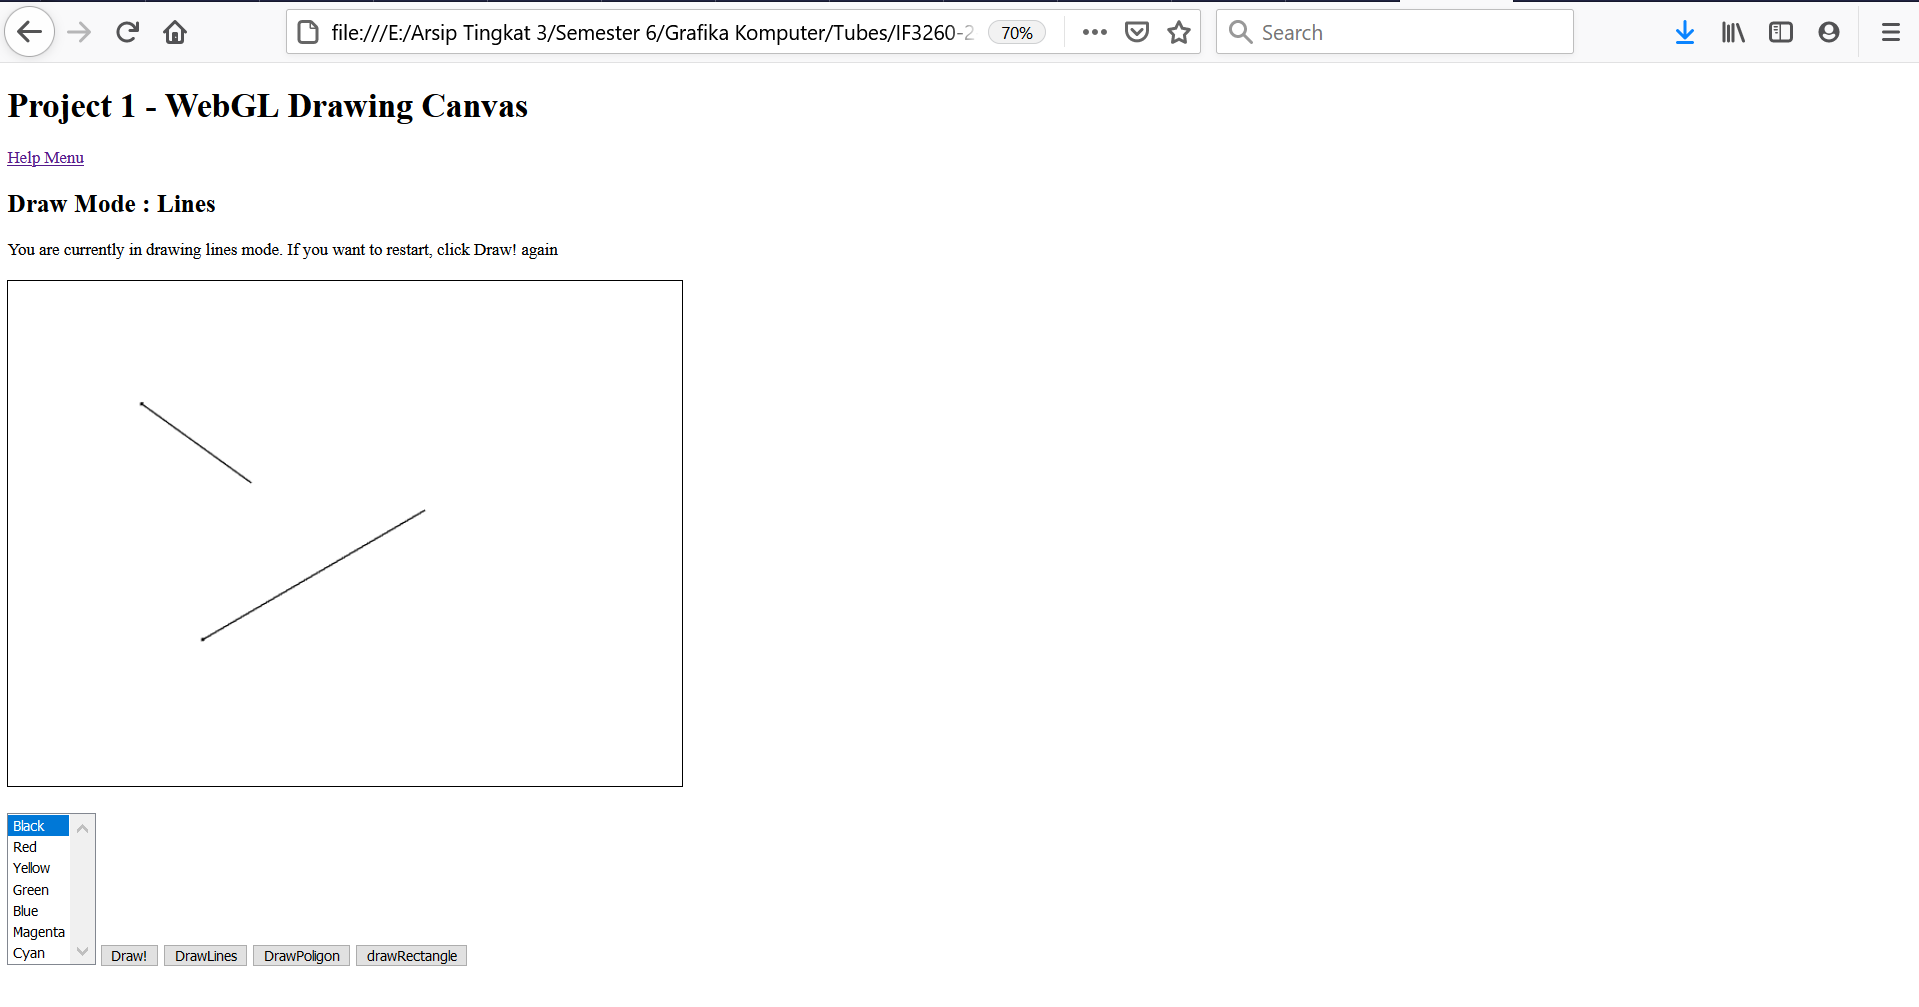 file:///E:/Arsip Tingkat 3/Semester 6/Grafika Komputer/Tubes/IF3260-2 70% Search
Project 1 - WebGL Drawing Canvas
Help Menu
Draw Mode : Lines
You are currently in drawing lines mode. If you want to restart, click Draw! again
Black
Red
Yellow
Green
Blue
Magenta
Cyan
Draw! DrawLines DrawPoligon drawRectangle